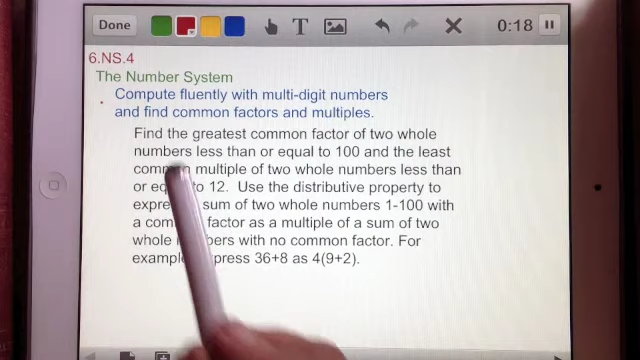 Done
T
0:18
6.NS.4
The Number System
Compute fluently with multi-digit numbers
and find common factors and multiples.
Find the greatest common factor of two whole
numbers less than or equal to 100 and the least
multiple of two whole numbers less than
or to 12. Use the distributive property to
sum of two whole numbers 1-100 with
a factor as a multiple of a sum of two
whole with no common factor. For
36+8 as 4(9+2).